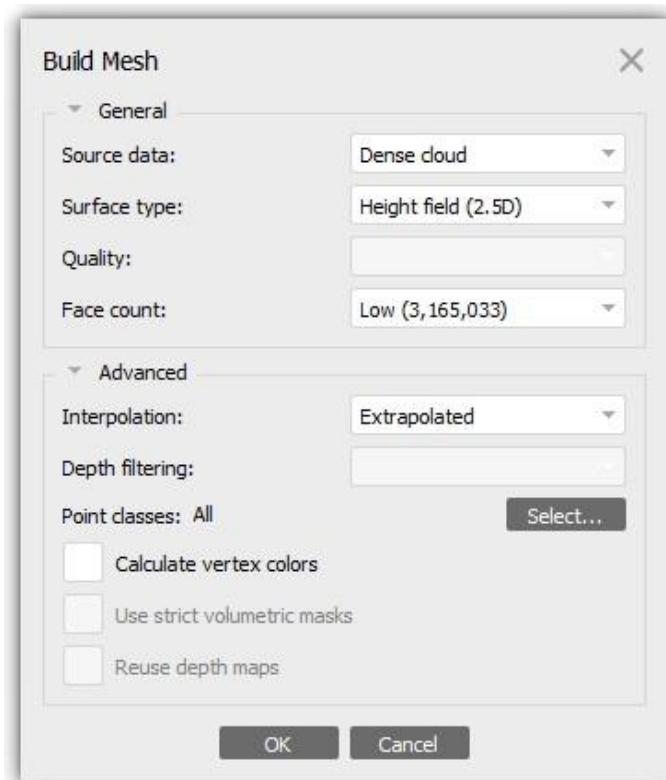 Build Mesh
General
Source data: Dense cloud
Surface type: Height field (2.5D)
Quality:
Face count: Low (3,165,033)
Advanced
Interpolation: Extrapolated
Depth filtering:
Point classes: All Select...
Calculate vertex colors
Use strict volumetric masks
Reuse depth maps
OK Cancel